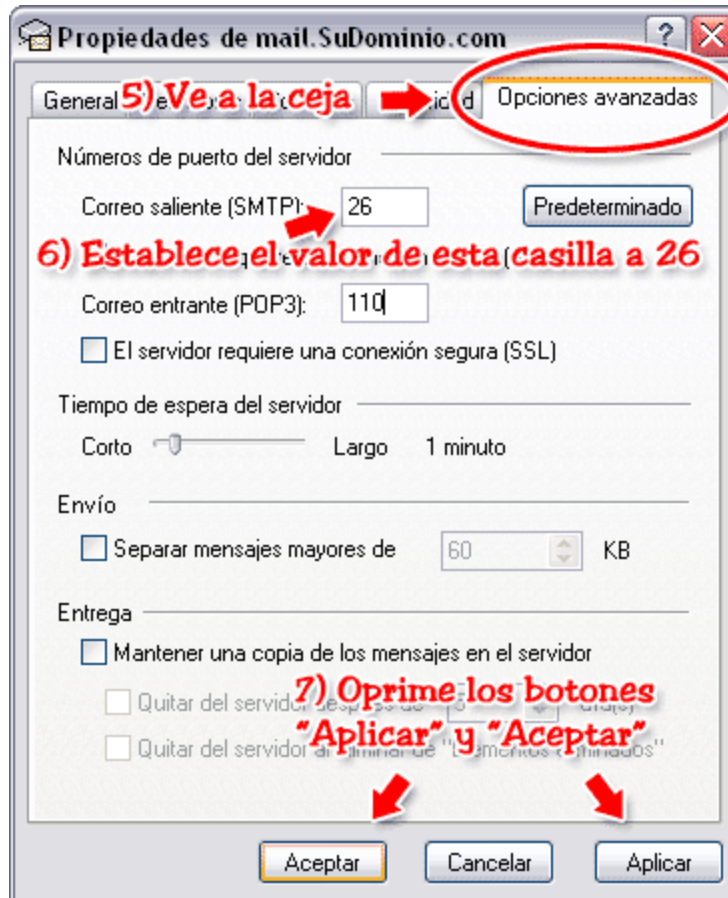 Propiedades de mail.SuDominio.com
General
5) Ve a la ceja
Opciones avanzadas
Números de puerto del servidor
Correo saliente (SMTP): 26 Predeterminado
6) Establece el valor de esta casilla a 26
Correo entrante (POP3): 110
El servidor requiere una conexión segura (SSL)
Tiempo de espera del servidor
Corto Largo 1 minuto
Envío
Separar mensajes mayores de 60 KB
Entrega
Mantener una copia de los mensajes en el servidor
7) Oprime los botones
Quitar del servidor
"Aplicar" y "Aceptar"
Quitar del servidor
Aceptar Cancelar Aplicar